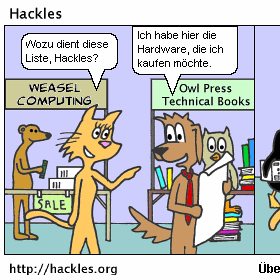 Hackles
Wozu dient diese
Liste, Hackles?
Ich habe hier die
Hardware, die ich
kaufen möchte.
WEASEL
COMPUTING
Owl Press
Technical Books
SALE
http://hackles.org